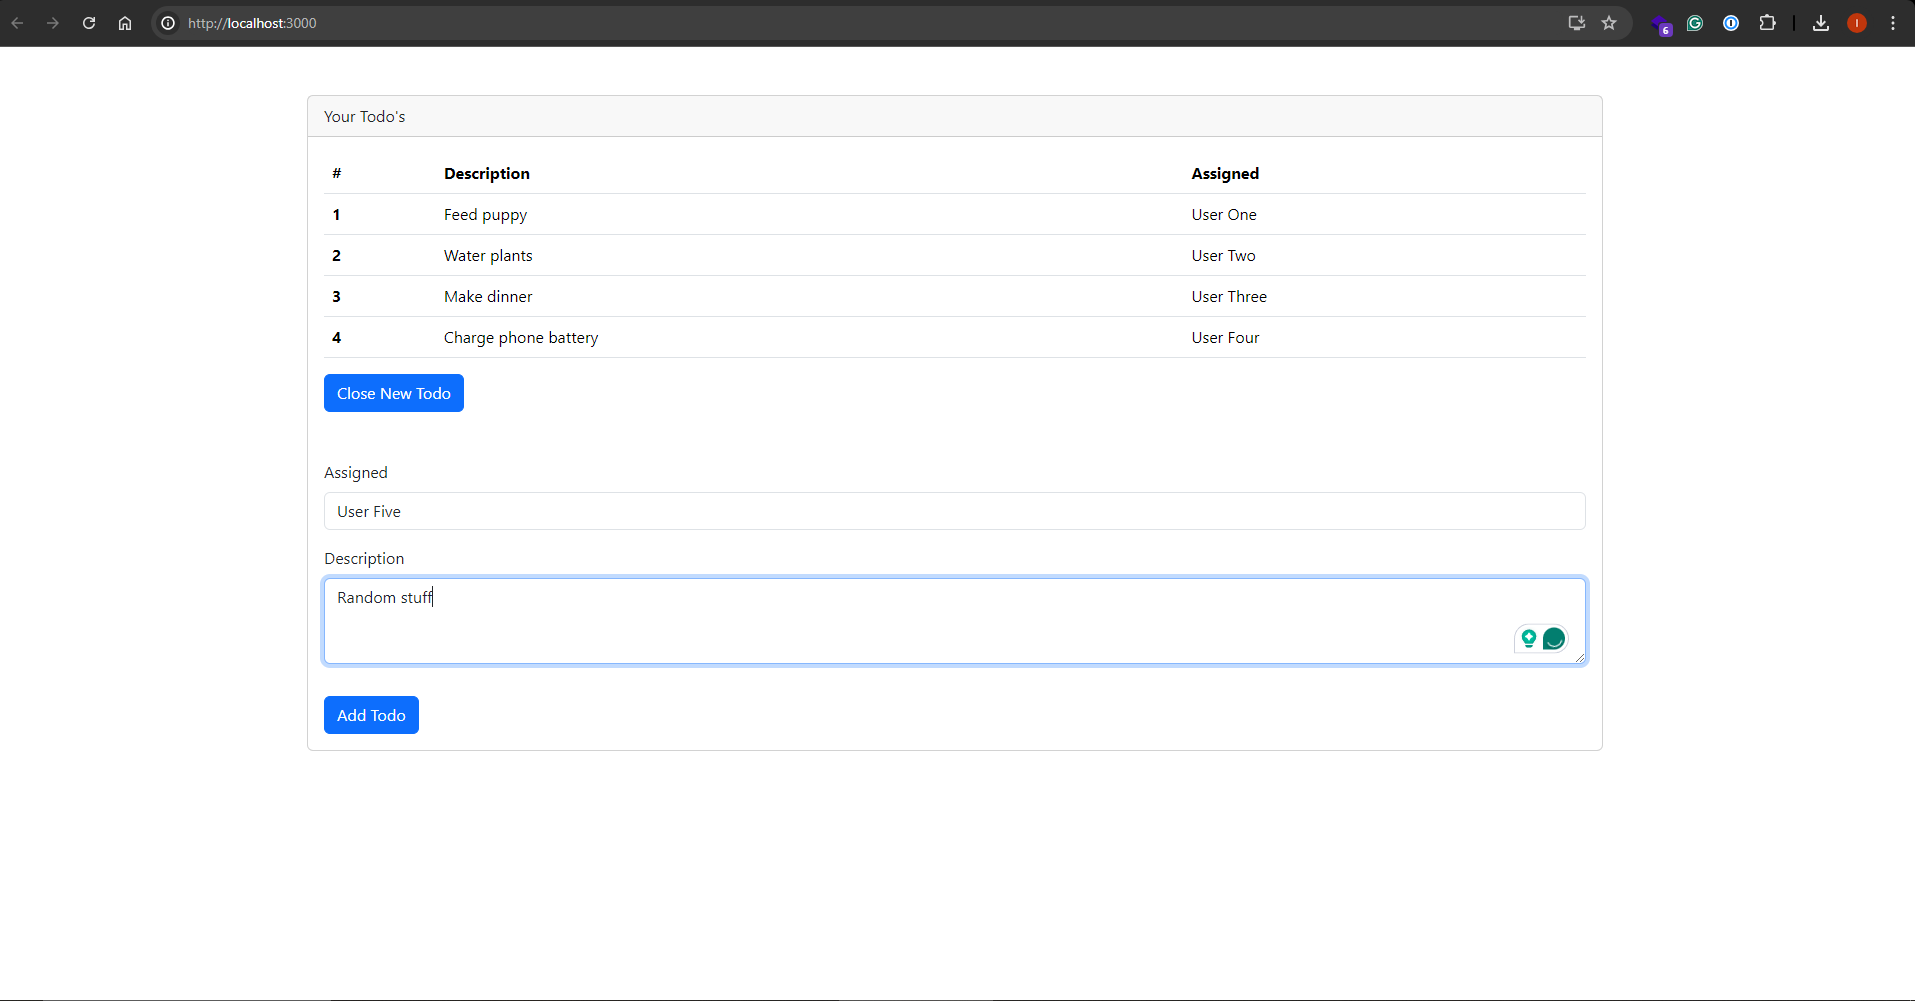 http://localhost:3000
6
I
Your Todo's
# Description Assigned
1 Feed puppy User One
2 Water plants User Two
3 Make dinner User Three
4 Charge phone battery User Four
Close New Todo
Assigned
User Five
Description
Random stuff
Add Todo